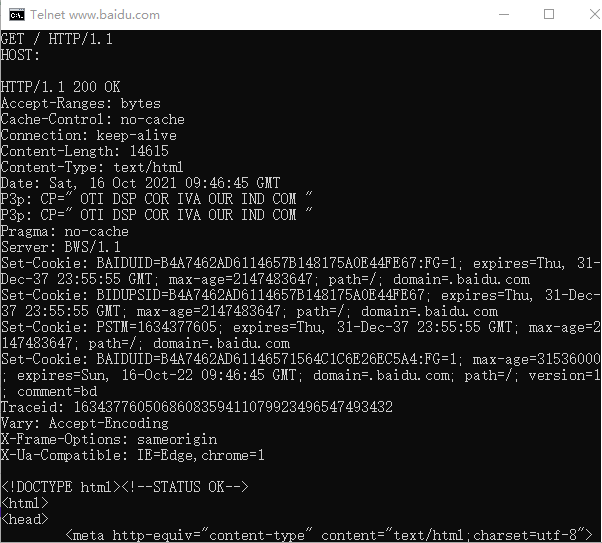 Telnet www.baidu.com
GET / HTTP/1.1
HOST:
HTTP/1.1 200 OK
Accept-Ranges: bytes
Cache-Control: no-cache
Connection: keep-alive
Content-Length: 14615
Content-Type: text/html
Date: Sat, 16 Oct 2021 09:46:45 GMT
P3p: CP=" OTI DSP COR IVA OUR IND COM "
P3p: CP=" OTI DSP COR IVA OUR IND COM "
Pragma: no-cache
Server: BWS/1.1
Set-Cookie: BAIDUID=B4A7462AD6114657B148175A0E44FE67:FG=1; expires=Thu, 31-
Dec-37 23:55:55 GMT; max-age=2147483647; path=/; domain=.baidu.com
Set-Cookie: BIDUPSID=B4A7462AD6114657B148175A0E44FE67; expires=Thu, 31-Dec-
37 23:55:55 GMT; max-age=2147483647; path=/; domain=.baidu.com
Set-Cookie: PSTM=1634377605; expires=Thu, 31-Dec-37 23:55:55 GMT; max-age=2
147483647; path=/; domain=.baidu.com
Set-Cookie: BAIDUID=B4A7462AD61146571564C1C6E26EC5A4:FG=1; max-age=31536000
; expires=Sun, 16-Oct-22 09:46:45 GMT; domain=.baidu.com; path=/; version=1
; comment=bd
Traceid: 1634377605068608359411079923496547493432
Vary: Accept-Encoding
X-Frame-Options: sameorigin
X-Ua-Compatible: IE=Edge,chrome=1
<!DOCTYPE html><!--STATUS OK-->
<html>
<head>
<meta http-equiv="content-type" content="text/html;charset=utf-8">